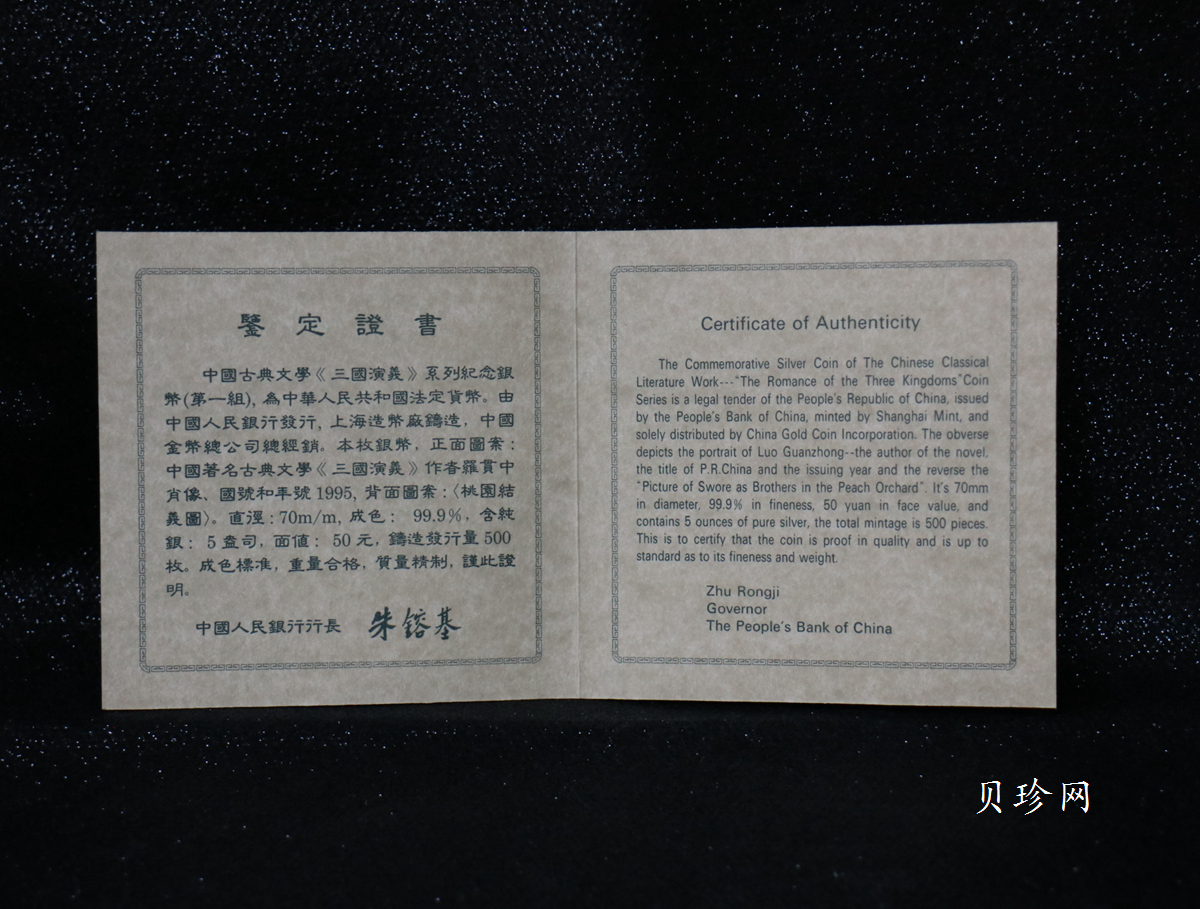 鑒定證書
中國古典文學《三國演義》系列紀念銀
幣(第一組),為中華人民共和國法定貨幣。由
中國人民銀行發行,上海造幣廠鑄造,中國
金幣總公司總經銷。本枚銀幣,正面圖案:
中國著名古典文學《三國演義》作者羅貫中
肖像、國號和年號1995,背面圖案:〈桃園結
義圖〉。直徑:70m/m,成色: 99.9%,含純
銀: 5盎司,面值: 50元,鑄造發行量500
枚。成色標准,重量合格,質量精制,謹此證
明。
中國人民銀行行長 朱鎔基
Certificate of Authenticity
The Commemorative Silver Coin of The Chinese Classical
Literature Work---"The Romance of the Three Kingdoms"Coin
Series is a legal tender of the People's Republic of China, issued
by the People's Bank of China, minted by Shanghai Mint, and
solely distributed by China Gold Coin Incorporation. The obverse
depicts the portrait of Luo Guanzhong--the author of the novel,
the title of P.R.China and the issuing year and the reverse the
"Picture of Swore as Brothers in the Peach Orchard". It's 70mm
in diameter, 99.9% in fineness, 50 yuan in face value, and
contains 5 ounces of pure silver, the total mintage is 500 pieces.
This is to certify that the coin is proof in quality and is up to
standard as to its fineness and weight.
Zhu Rongji
Governor
The People's Bank of China
贝珍网